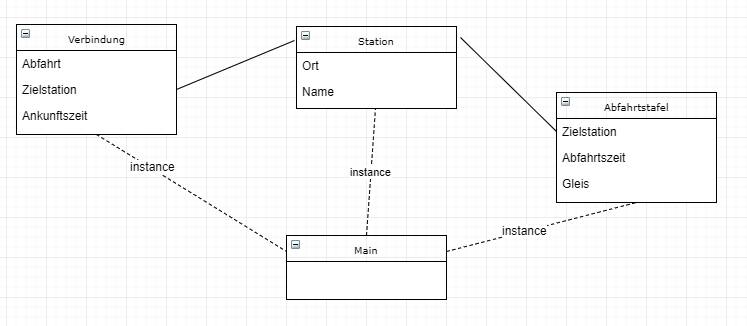 Verbindung
Abfahrt
Zielstation
Ankunftszeit
Station
Ort
Name
Abfahrtstafel
Zielstation
Abfahrtszeit
Gleis
instance
instance
instance
Main